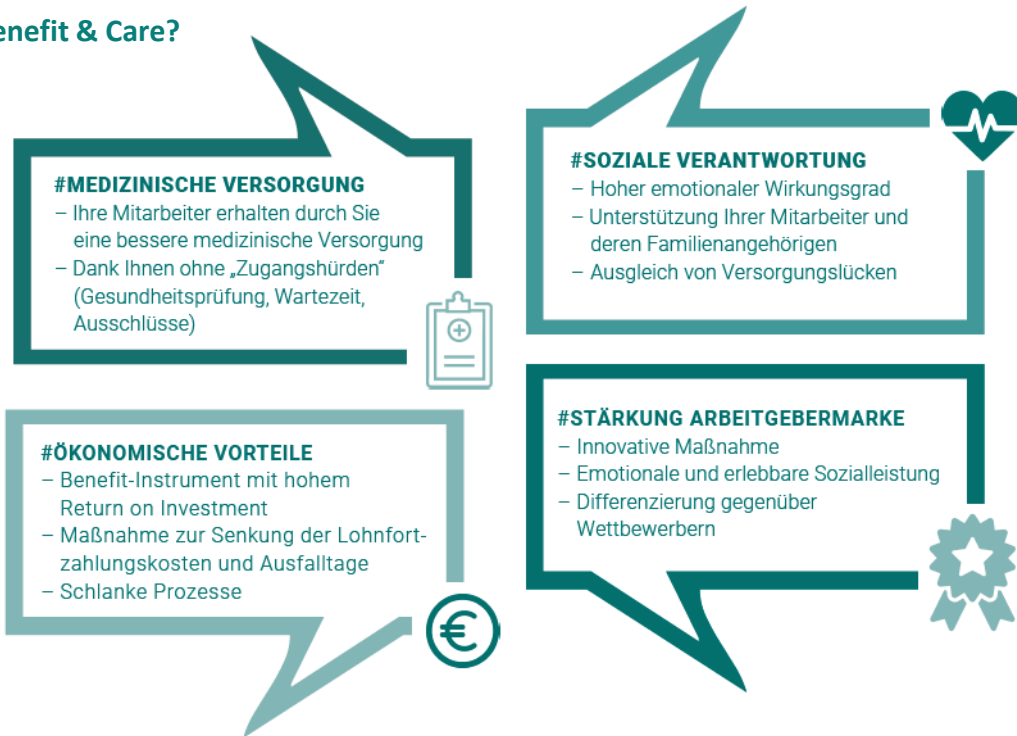 enefit & Care?
#MEDIZINISCHE VERSORGUNG
– Ihre Mitarbeiter erhalten durch Sie
eine bessere medizinische Versorgung
– Dank Ihnen ohne „Zugangshürden“
(Gesundheitsprüfung, Wartezeit,
Ausschlüsse)
#SOZIALE VERANTWORTUNG
– Hoher emotionaler Wirkungsgrad
– Unterstützung Ihrer Mitarbeiter und
deren Familienangehörigen
– Ausgleich von Versorgungslücken
#ÖKONOMISCHE VORTEILE
– Benefit-Instrument mit hohem
Return on Investment
– Maßnahme zur Senkung der Lohnfort-
zahlungskosten und Ausfalltage
– Schlanke Prozesse
€
#STÄRKUNG ARBEITGEBERMARKE
– Innovative Maßnahme
– Emotionale und erlebbare Sozialleistung
– Differenzierung gegenüber
Wettbewerbern